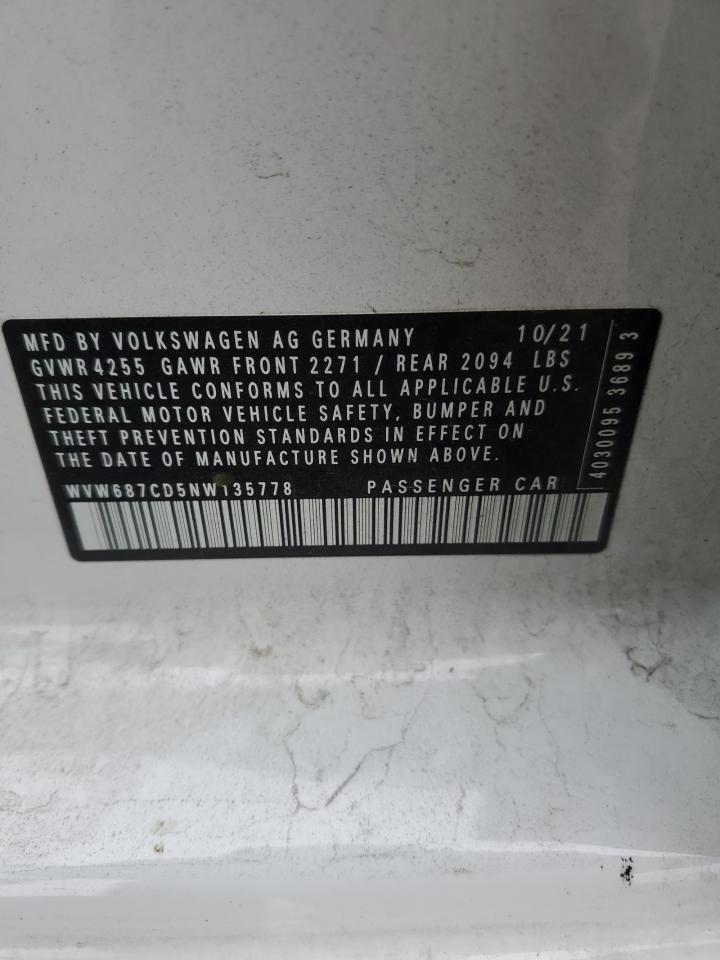 MFD BY VOLKSWAGEN AG GERMANY 10/21
GVWR 4255 GAWR FRONT 2271 / REAR 2094 LBS
THIS VEHICLE CONFORMS TO ALL APPLICABLE U.S.
FEDERAL MOTOR VEHICLE SAFETY, BUMPER AND
THEFT PREVENTION STANDARDS IN EFFECT ON
THE DATE OF MANUFACTURE SHOWN ABOVE.
WVW687CD5NW135778 PASSENGER CAR
4030095 3689 3